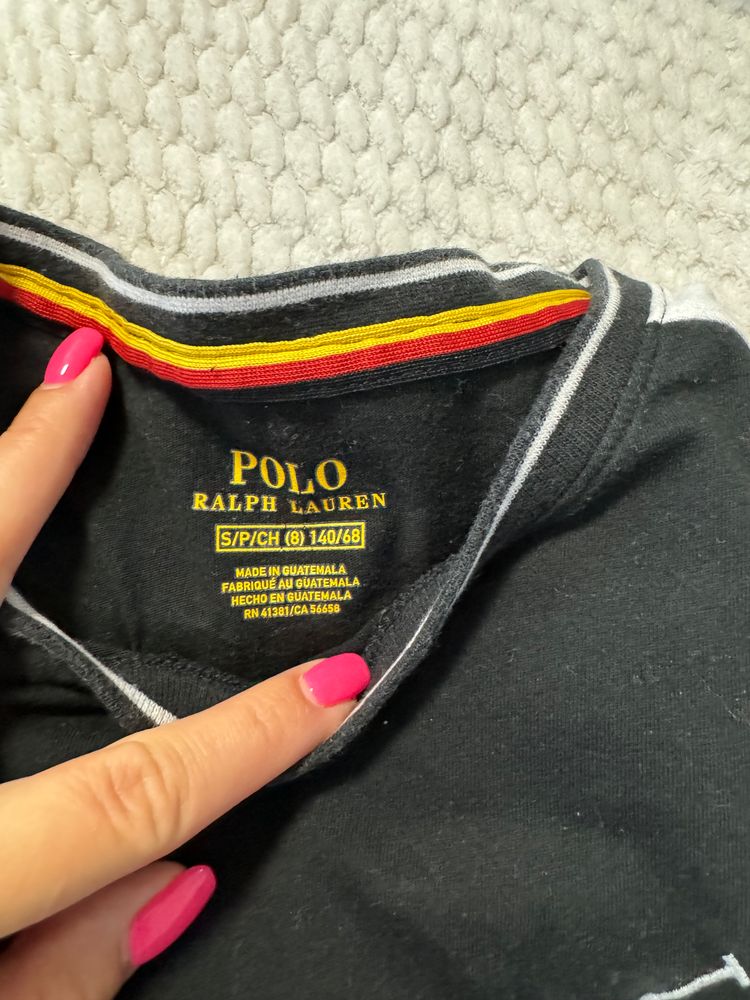 POLO
RALPH LAUREN
S/P/CH (8) 140/68
MADE IN GUATEMALA
FABRIQUÉ AU GUATEMALA
HECHO EN GUATEMALA
RN 41381/CA 56658